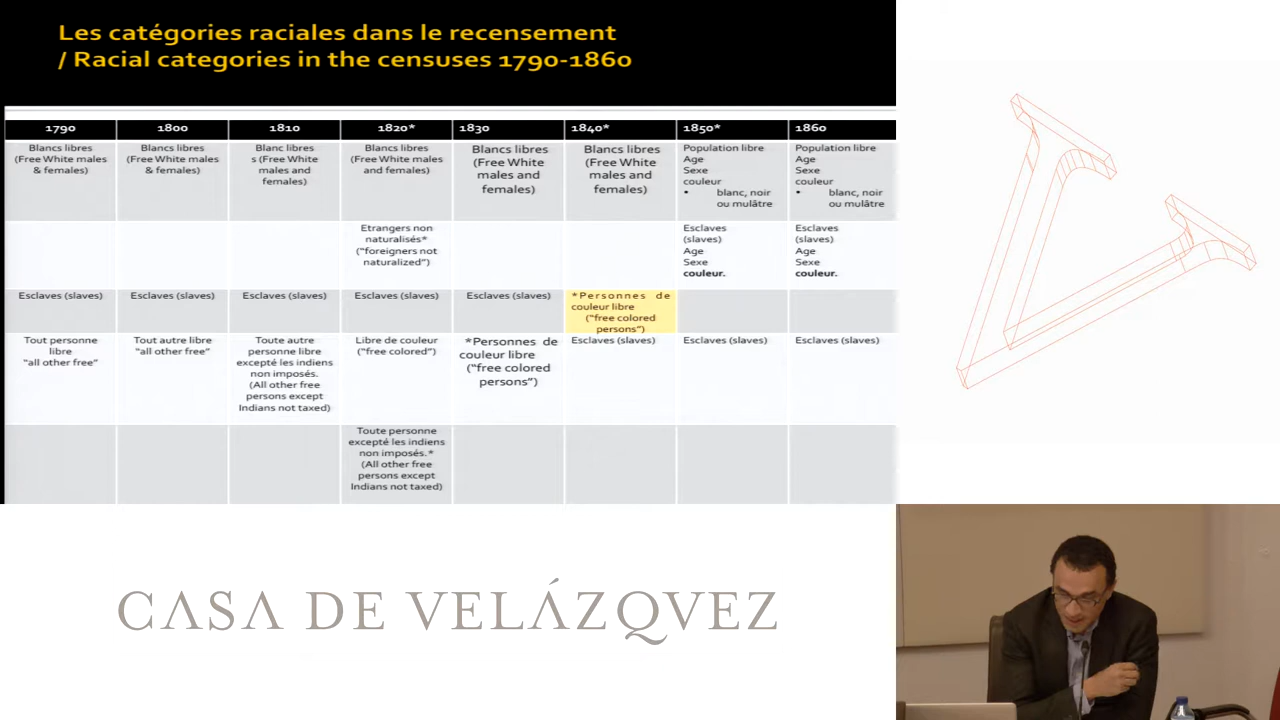 Les catégories raciales dans le recensement
/ Racial categories in the censuses 1790-1860
1790 1800 1810 1820* 1830 1840* 1850* 1860
Blancs libres
(Free White males
& females)
Blancs libres
(Free White males
& females)
Blanc libres
s (Free White
males and
females)
Blancs libres
(Free White males
and females)
Blancs libres
(Free White
males and
females)
Blancs libres
(Free White
males and
females)
Population libre
Age
Sexe
couleur
• blanc, noir
ou mulâtre
Population libre
Age
Sexe
couleur
• blanc, noir
ou mulâtre
Etrangers non
naturalisés*
("foreigners not
naturalized")
Esclaves
(slaves)
Age
Sexe
couleur.
Esclaves
(slaves)
Age
Sexe
couleur.
Esclaves (slaves)
Esclaves (slaves)
Esclaves (slaves)
Esclaves (slaves)
Esclaves (slaves)
*Personnes de
couleur libre
("free colored
persons")
Tout personne
libre
"all other free"
Tout autre libre
"all other free"
Toute autre
personne libre
excepté les indiens
non imposés.
(All other free
persons except
Indians not taxed)
Libre de couleur
("free colored")
*Personnes de
couleur libre
("free colored
persons")
Esclaves (slaves)
Esclaves (slaves)
Esclaves (slaves)
Toute personne
excepté les indiens
non imposés.*
(All other free
persons except
Indians not taxed)
CASA DE VELÁZQVEZ